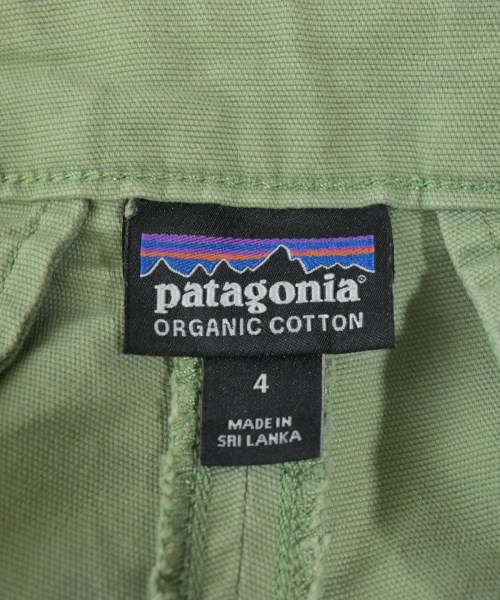 patagonia®
ORGANIC COTTON
4
MADE IN
SRI LANKA